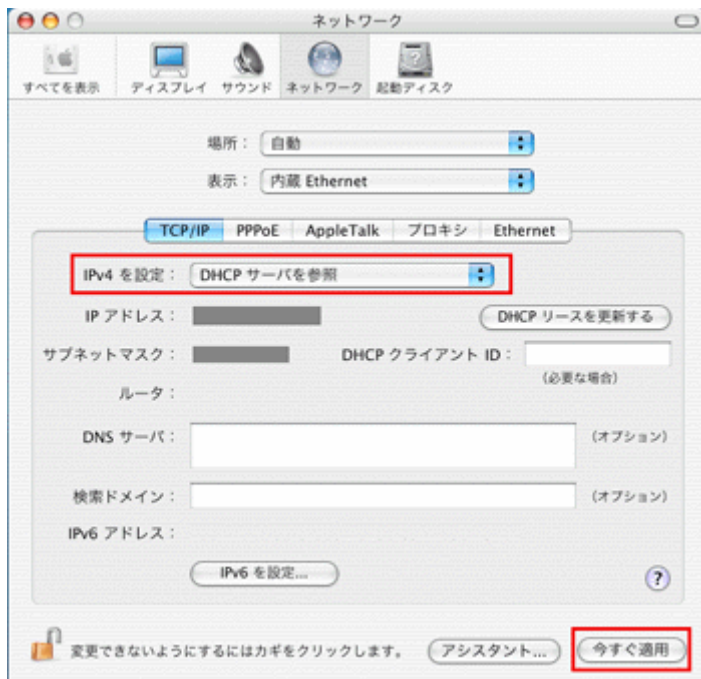 ネットワーク
すべてを表示 ディスプレイ サウンド ネットワーク 起動ディスク
場所： 自動
表示： 内蔵 Ethernet
TCP/IP PPPoE AppleTalk プロキシ Ethernet
IPv4 を設定： DHCP サーバを参照
IP アドレス： DHCP リースを更新する
サブネットマスク： DHCP クライアント ID：
(必要な場合)
ルータ：
DNS サーバ： (オプション)
検索ドメイン： (オプション)
IPv6 アドレス：
IPv6 を設定...
?
変更できないようにするにはカギをクリックします。 アシスタント... 今すぐ適用